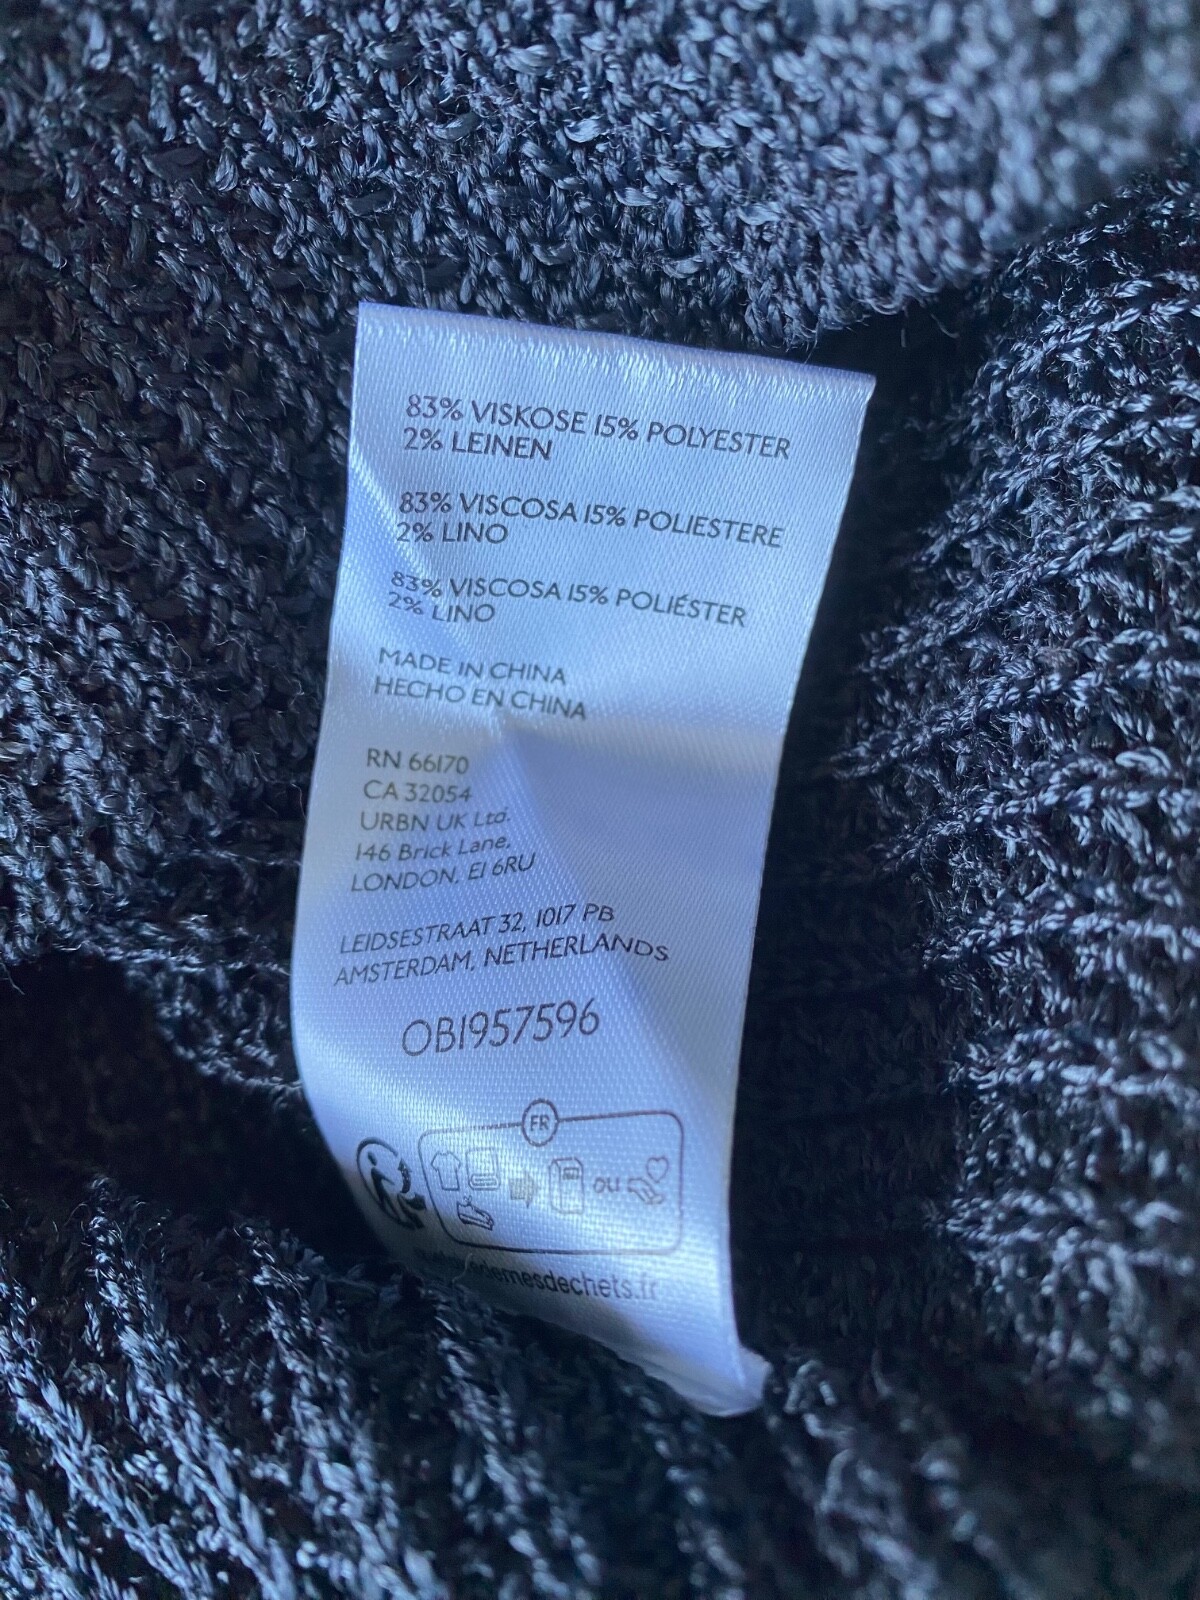 83% VISKOSE 15% POLYESTER
2% LEINEN
83% VISCOSA 15% POLIESTERE
2% LINO
83% VISCOSA 15% POLIÉSTER
2% LINO
MADE IN CHINA
HECHO EN CHINA
RN 66170
CA 32054
URBN UK Ltd.
146 Brick Lane,
LONDON, E1 6RU
LEIDSESTRAAT 32, 1017 PB
AMSTERDAM, NETHERLANDS
OB1957596
FR
ou